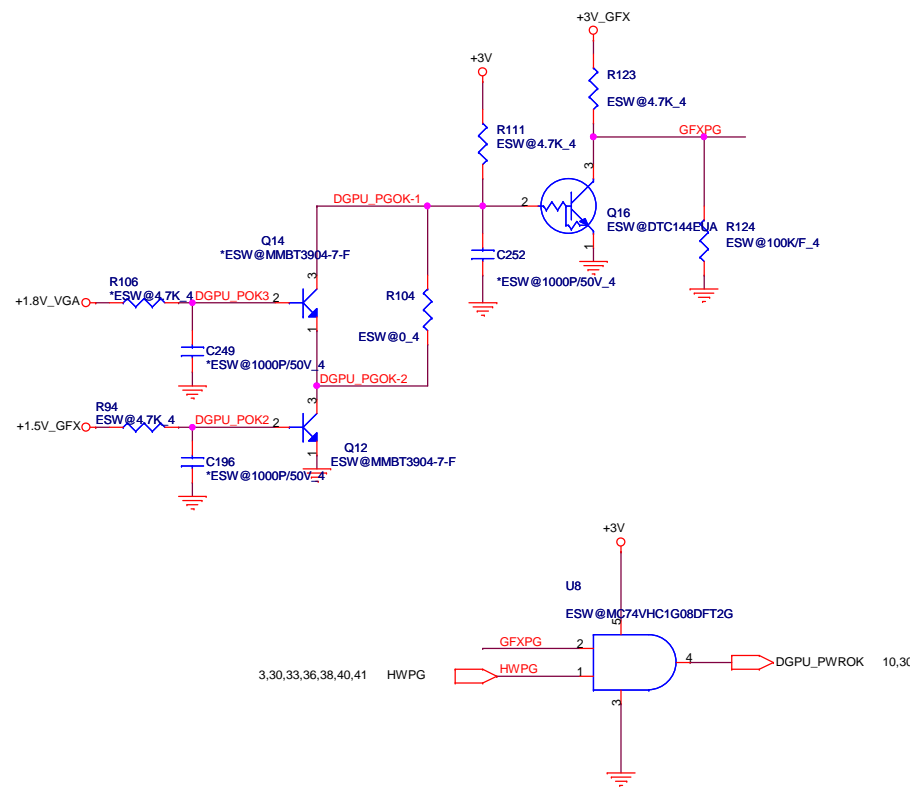 +3V_GFX
+3V
R123
ESW@4.7K_4
R111
ESW@4.7K_4
GFXPG
3
DGPU_PGOK-1
2
Q16
ESW@DTC144EUA
R124
ESW@100K/F_4
1
Q14
*ESW@MMBT3904-7-F
C252
*ESW@1000P/50V_4
3
R106
*ESW@4.7K_4
+1.8V_VGA
DGPU_POK3
2
R104
ESW@0_4
1
C249
*ESW@1000P/50V_4
DGPU_PGOK-2
3
R94
ESW@4.7K_4
+1.5V_GFX
DGPU_POK2
2
Q12
ESW@MMBT3904-7-F
1
C196
*ESW@1000P/50V_4
+3V
U8
ESW@MC74VHC1G08DFT2G
5
GFXPG
2
4
DGPU_PWROK 10,30
3,30,33,36,38,40,41 HWPG
HWPG
1
3